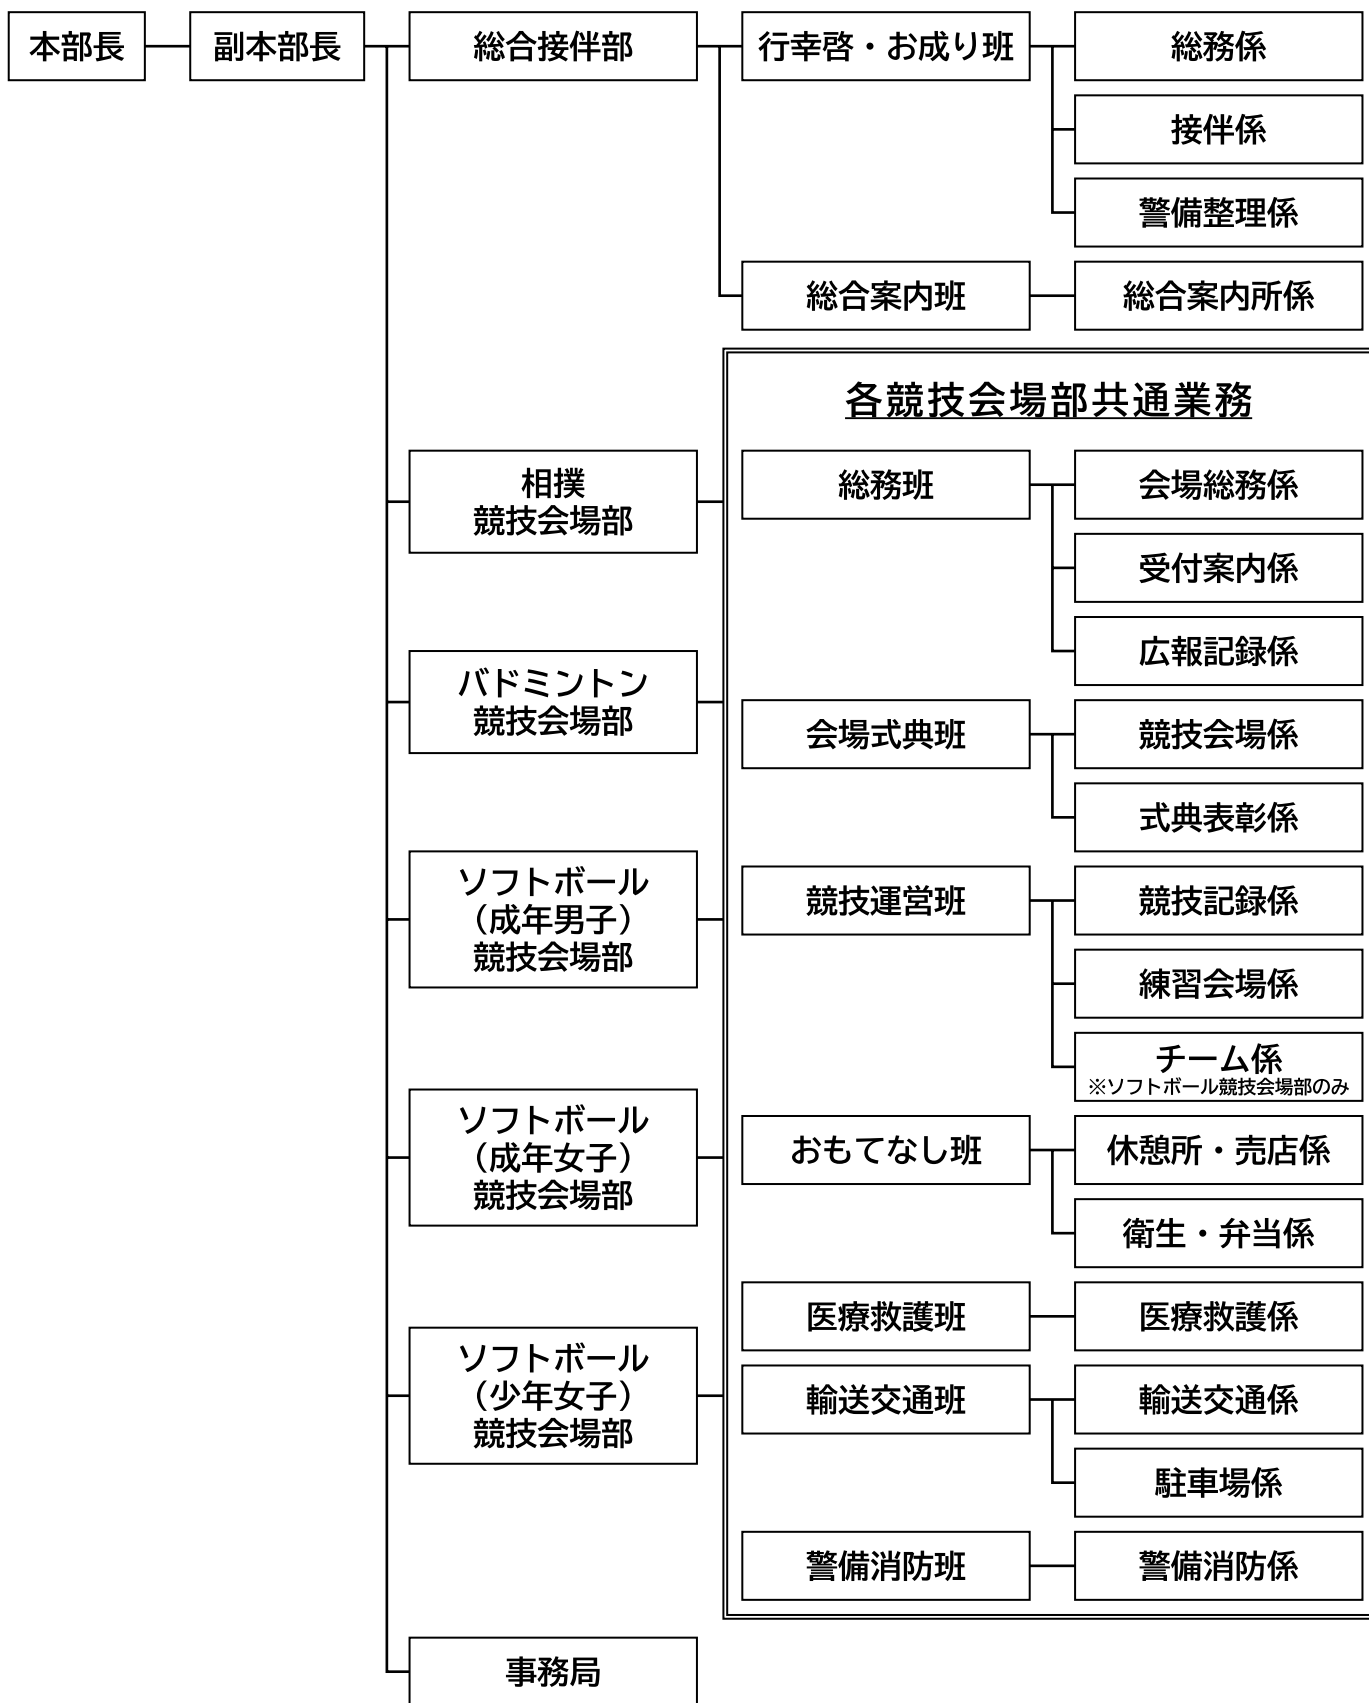 本部長
副本部長
総合接伴部
行幸啓・お成り班
総務係
接伴係
警備整理係
総合案内班
総合案内所係
各競技会場部共通業務
相撲
競技会場部
バドミントン
競技会場部
ソフトボール
（成年男子）
競技会場部
ソフトボール
（成年女子）
競技会場部
ソフトボール
（少年女子）
競技会場部
事務局
総務班
会場総務係
受付案内係
広報記録係
会場式典班
競技会場係
式典表彰係
競技運営班
競技記録係
練習会場係
チーム係
※ソフトボール競技会場部のみ
おもてなし班
休憩所・売店係
衛生・弁当係
医療救護班
医療救護係
輸送交通班
輸送交通係
駐車場係
警備消防班
警備消防係